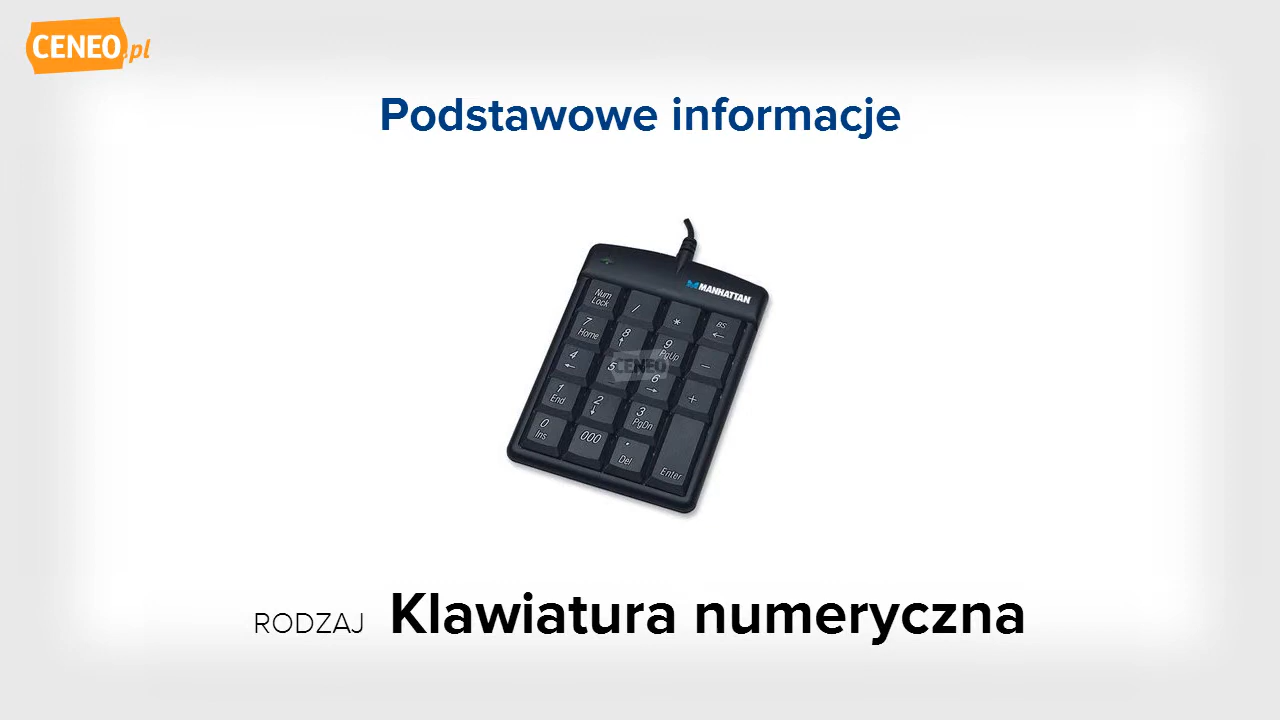 CENEO.pl
Podstawowe informacje
MANHATTAN
Num Lock
/
*
BS ←
7 Home
8 ↑
9 PgUp
−
4 ←
5
6 →
+
1 End
2 ↓
3 PgDn
0 Ins
000
. Del
Enter
CENEO
RODZAJ Klawiatura numeryczna